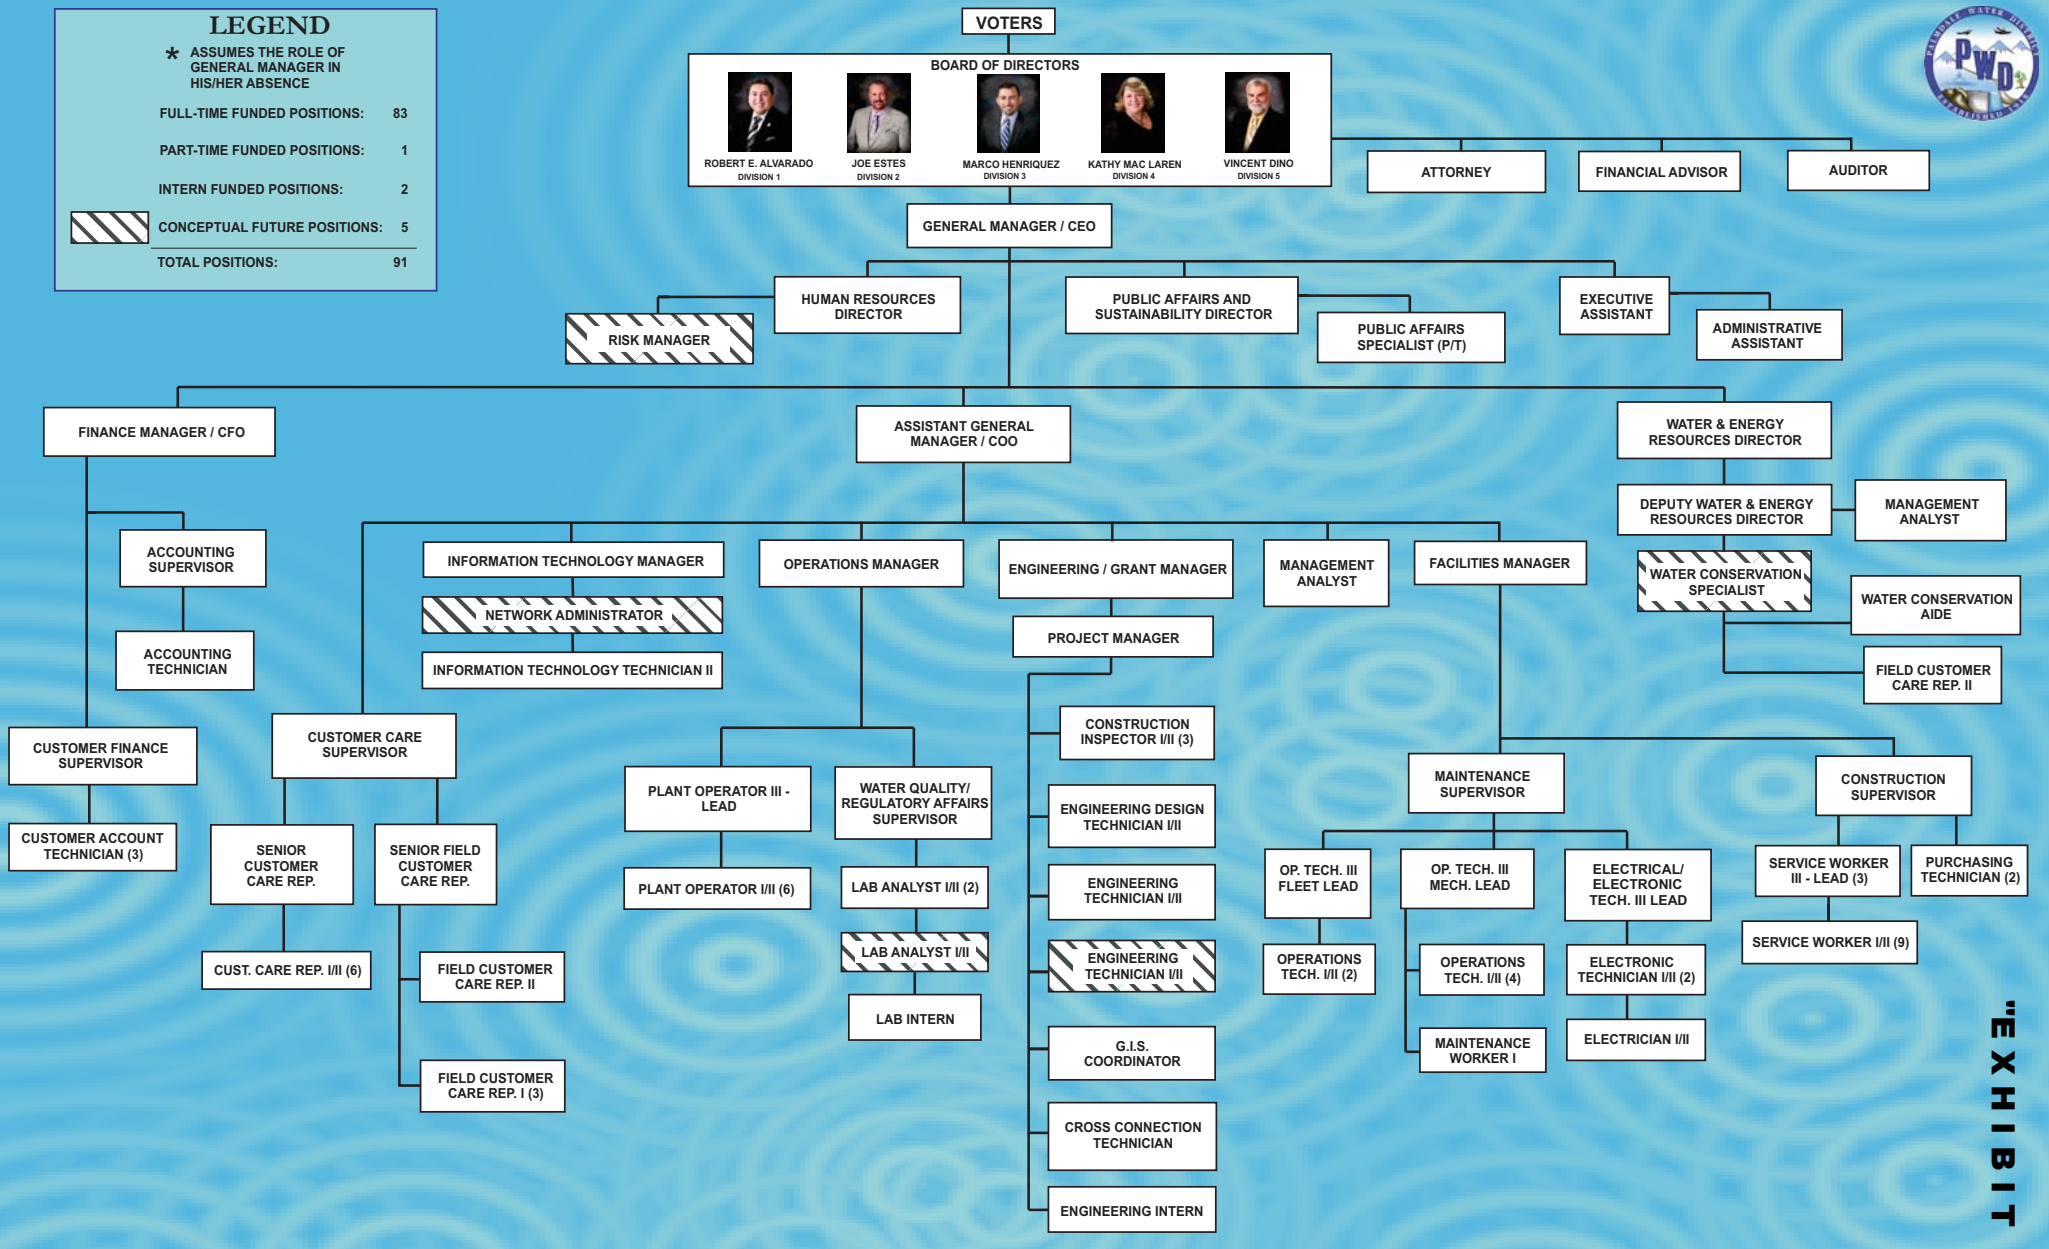 LEGEND
* ASSUMES THE ROLE OF
GENERAL MANAGER IN
HIS/HER ABSENCE
FULL-TIME FUNDED POSITIONS: 83
PART-TIME FUNDED POSITIONS: 1
INTERN FUNDED POSITIONS: 2
CONCEPTUAL FUTURE POSITIONS: 5
TOTAL POSITIONS: 91
VOTERS
BOARD OF DIRECTORS
ROBERT E. ALVARADO
DIVISION 1
JOE ESTES
DIVISION 2
MARCO HENRIQUEZ
DIVISION 3
KATHY MAC LAREN
DIVISION 4
VINCENT DINO
DIVISION 5
PALMDALE WATER DISTRICT
PWD
ESTABLISHED 1918
ATTORNEY
FINANCIAL ADVISOR
AUDITOR
GENERAL MANAGER / CEO
HUMAN RESOURCES
DIRECTOR
RISK MANAGER
PUBLIC AFFAIRS AND
SUSTAINABILITY DIRECTOR
PUBLIC AFFAIRS
SPECIALIST (P/T)
EXECUTIVE
ASSISTANT
ADMINISTRATIVE
ASSISTANT
FINANCE MANAGER / CFO
ASSISTANT GENERAL
MANAGER / COO
WATER & ENERGY
RESOURCES DIRECTOR
DEPUTY WATER & ENERGY
RESOURCES DIRECTOR
MANAGEMENT
ANALYST
WATER CONSERVATION
SPECIALIST
WATER CONSERVATION
AIDE
FIELD CUSTOMER
CARE REP. II
ACCOUNTING
SUPERVISOR
ACCOUNTING
TECHNICIAN
CUSTOMER FINANCE
SUPERVISOR
CUSTOMER ACCOUNT
TECHNICIAN (3)
INFORMATION TECHNOLOGY MANAGER
NETWORK ADMINISTRATOR
INFORMATION TECHNOLOGY TECHNICIAN II
OPERATIONS MANAGER
ENGINEERING / GRANT MANAGER
MANAGEMENT
ANALYST
FACILITIES MANAGER
PROJECT MANAGER
CUSTOMER CARE
SUPERVISOR
SENIOR
CUSTOMER
CARE REP.
SENIOR FIELD
CUSTOMER
CARE REP.
CUST. CARE REP. I/II (6)
FIELD CUSTOMER
CARE REP. II
FIELD CUSTOMER
CARE REP. I (3)
PLANT OPERATOR III -
LEAD
PLANT OPERATOR I/II (6)
WATER QUALITY/
REGULATORY AFFAIRS
SUPERVISOR
LAB ANALYST I/II (2)
LAB ANALYST I/II
LAB INTERN
CONSTRUCTION
INSPECTOR I/II (3)
ENGINEERING DESIGN
TECHNICIAN I/II
ENGINEERING
TECHNICIAN I/II
ENGINEERING
TECHNICIAN I/II
G.I.S.
COORDINATOR
CROSS CONNECTION
TECHNICIAN
ENGINEERING INTERN
MAINTENANCE
SUPERVISOR
OP. TECH. III
FLEET LEAD
OPERATIONS
TECH. I/II (2)
OP. TECH. III
MECH. LEAD
OPERATIONS
TECH. I/II (4)
MAINTENANCE
WORKER I
ELECTRICAL/
ELECTRONIC
TECH. III LEAD
ELECTRONIC
TECHNICIAN I/II (2)
ELECTRICIAN I/II
CONSTRUCTION
SUPERVISOR
SERVICE WORKER
III - LEAD (3)
PURCHASING
TECHNICIAN (2)
SERVICE WORKER I/II (9)
"EXHIBIT